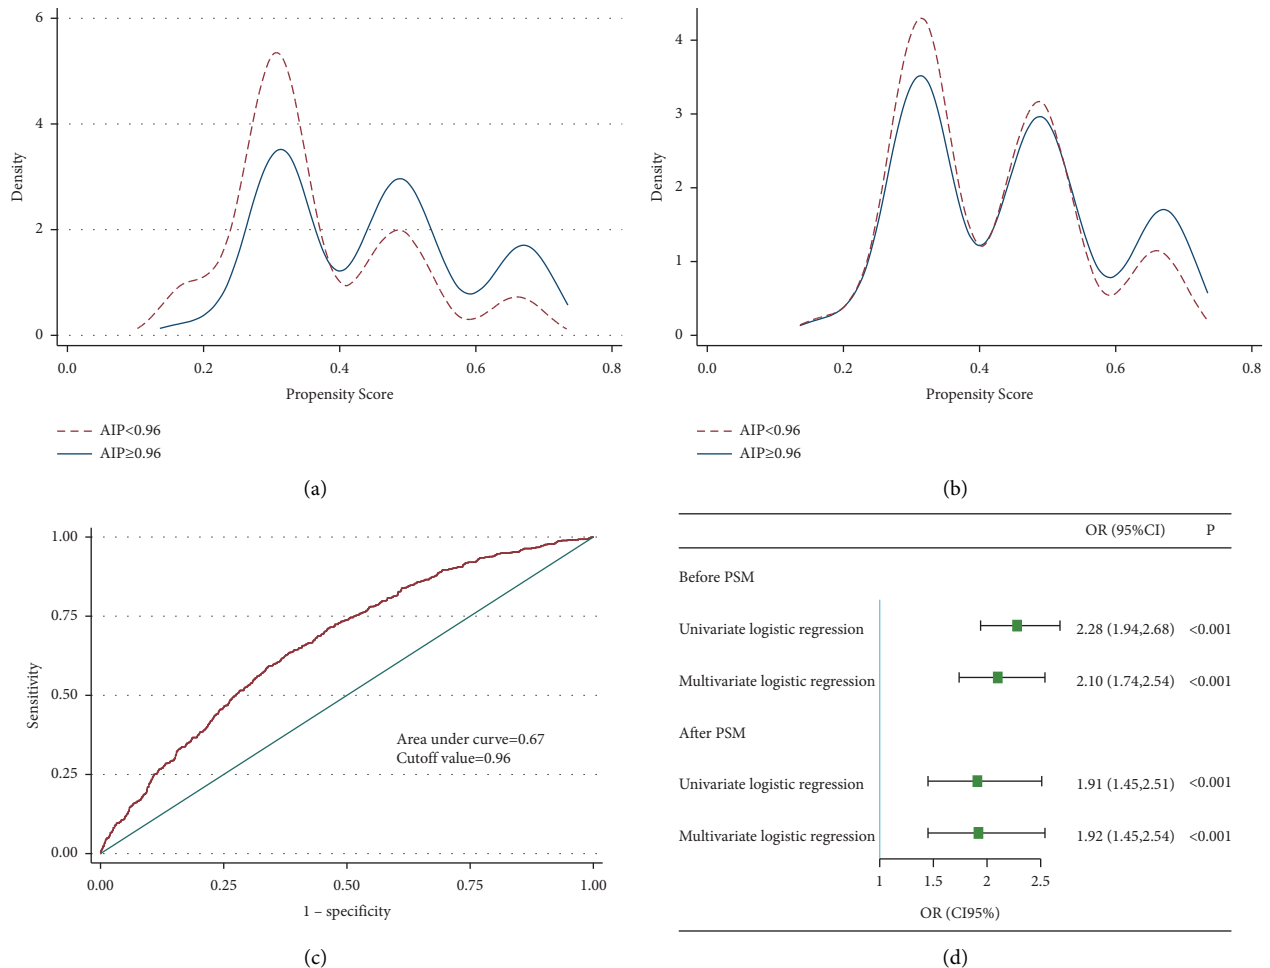 6
4
2
0
Density
0.0 0.2 0.4 0.6 0.8
Propensity Score
AIP<0.96
AIP≥0.96
(a)
4
3
2
1
0
Density
0.0 0.2 0.4 0.6 0.8
Propensity Score
AIP<0.96
AIP≥0.96
(b)
1.00
0.75
0.50
0.25
0.00
Sensitivity
Area under curve=0.67
Cutoff value=0.96
0.00 0.25 0.50 0.75 1.00
1 – specificity
(c)
OR (95%CI) P
Before PSM
Univariate logistic regression 2.28 (1.94,2.68) <0.001
Multivariate logistic regression 2.10 (1.74,2.54) <0.001
After PSM
Univariate logistic regression 1.91 (1.45,2.51) <0.001
Multivariate logistic regression 1.92 (1.45,2.54) <0.001
1 1.5 2 2.5
OR (CI95%)
(d)